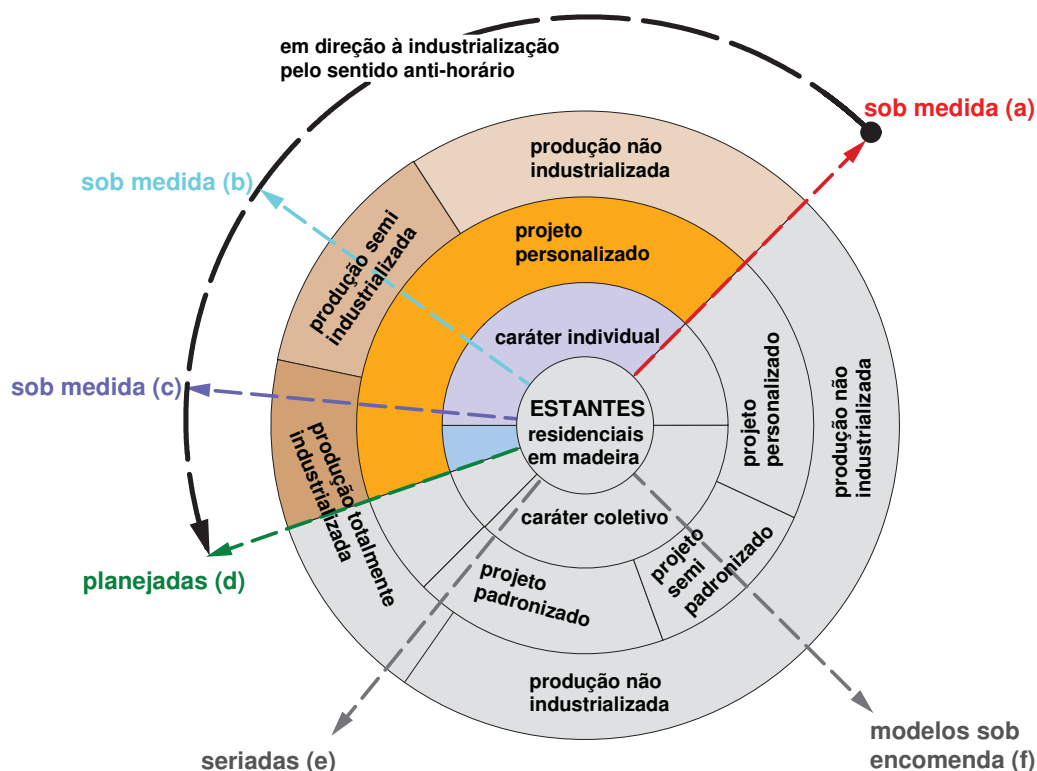 em direção à industrialização
pelo sentido anti-horário
sob medida (a)
produção não
industrializada
sob medida (b)
produção semi
industrializada
projeto
personalizado
caráter individual
sob medida (c)
ESTANTES
residenciais
em madeira
projeto
personalizado
produção não
industrializada
produção totalmente
industrializada
caráter coletivo
projeto
semi
padronizado
projeto
padronizado
planejadas (d)
produção não
industrializada
seriadas (e)
modelos sob
encomenda (f)